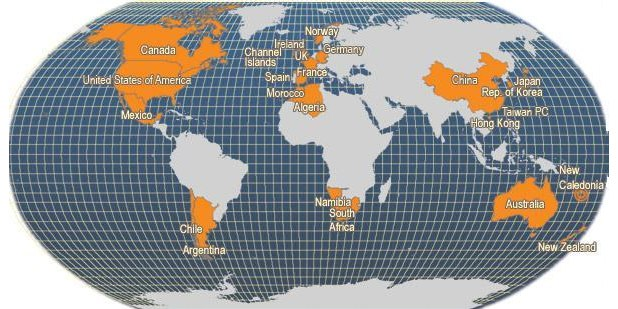 Norway
Ireland
Germany
Canada
Channel
Islands
UK
France
United States of America
Spain
China
Japan
Rep. of Korea
Morocco
Algeria
Mexico
Taiwan PC
Hong Kong
New
Caledonia
Namibia
South
Africa
Australia
Chile
Argentina
New Zealand